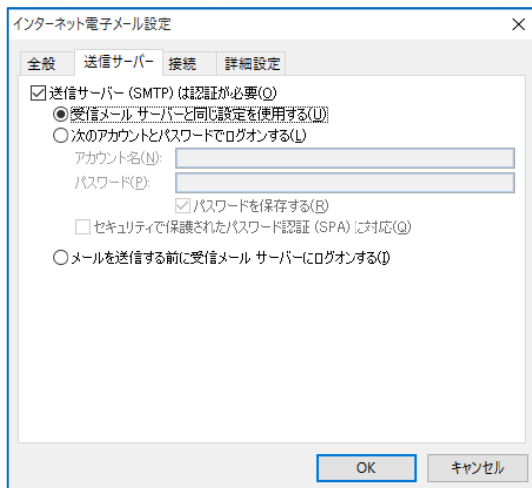 インターネット電子メール設定
全般 送信サーバー 接続 詳細設定
送信サーバー (SMTP) は認証が必要(O)
受信メール サーバーと同じ設定を使用する(U)
次のアカウントとパスワードでログオンする(L)
アカウント名(N):
パスワード(P):
パスワードを保存する(R)
セキュリティで保護されたパスワード認証 (SPA) に対応(Q)
メールを送信する前に受信メール サーバーにログオンする(I)
OK キャンセル